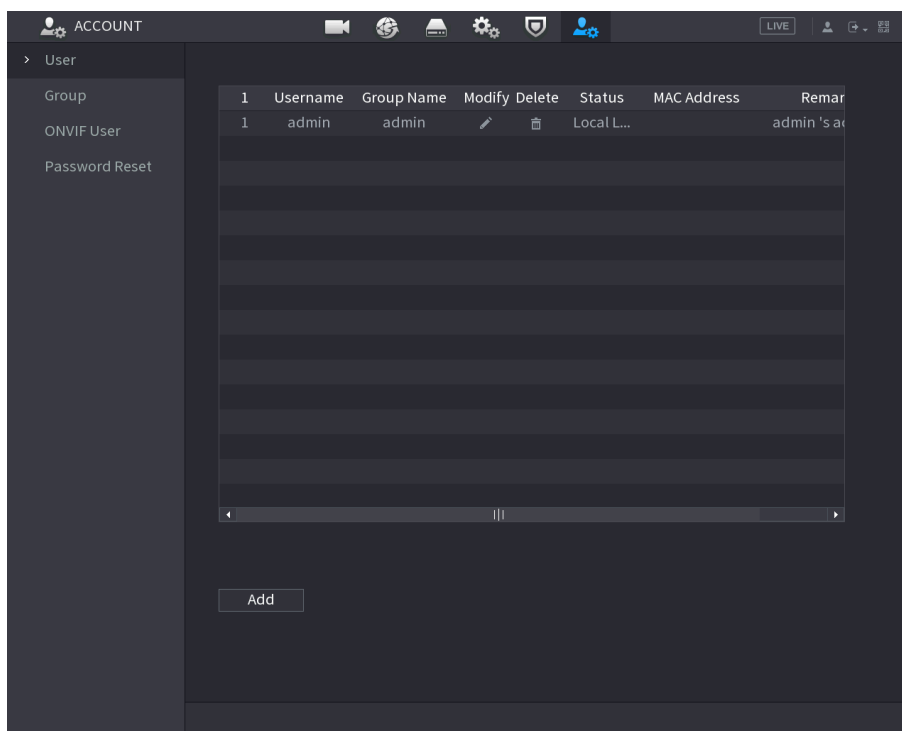 ACCOUNT LIVE
User
Group
ONVIF User
Password Reset
1 Username Group Name Modify Delete Status MAC Address Remar
1 admin admin Local L... admin 's ac
Add